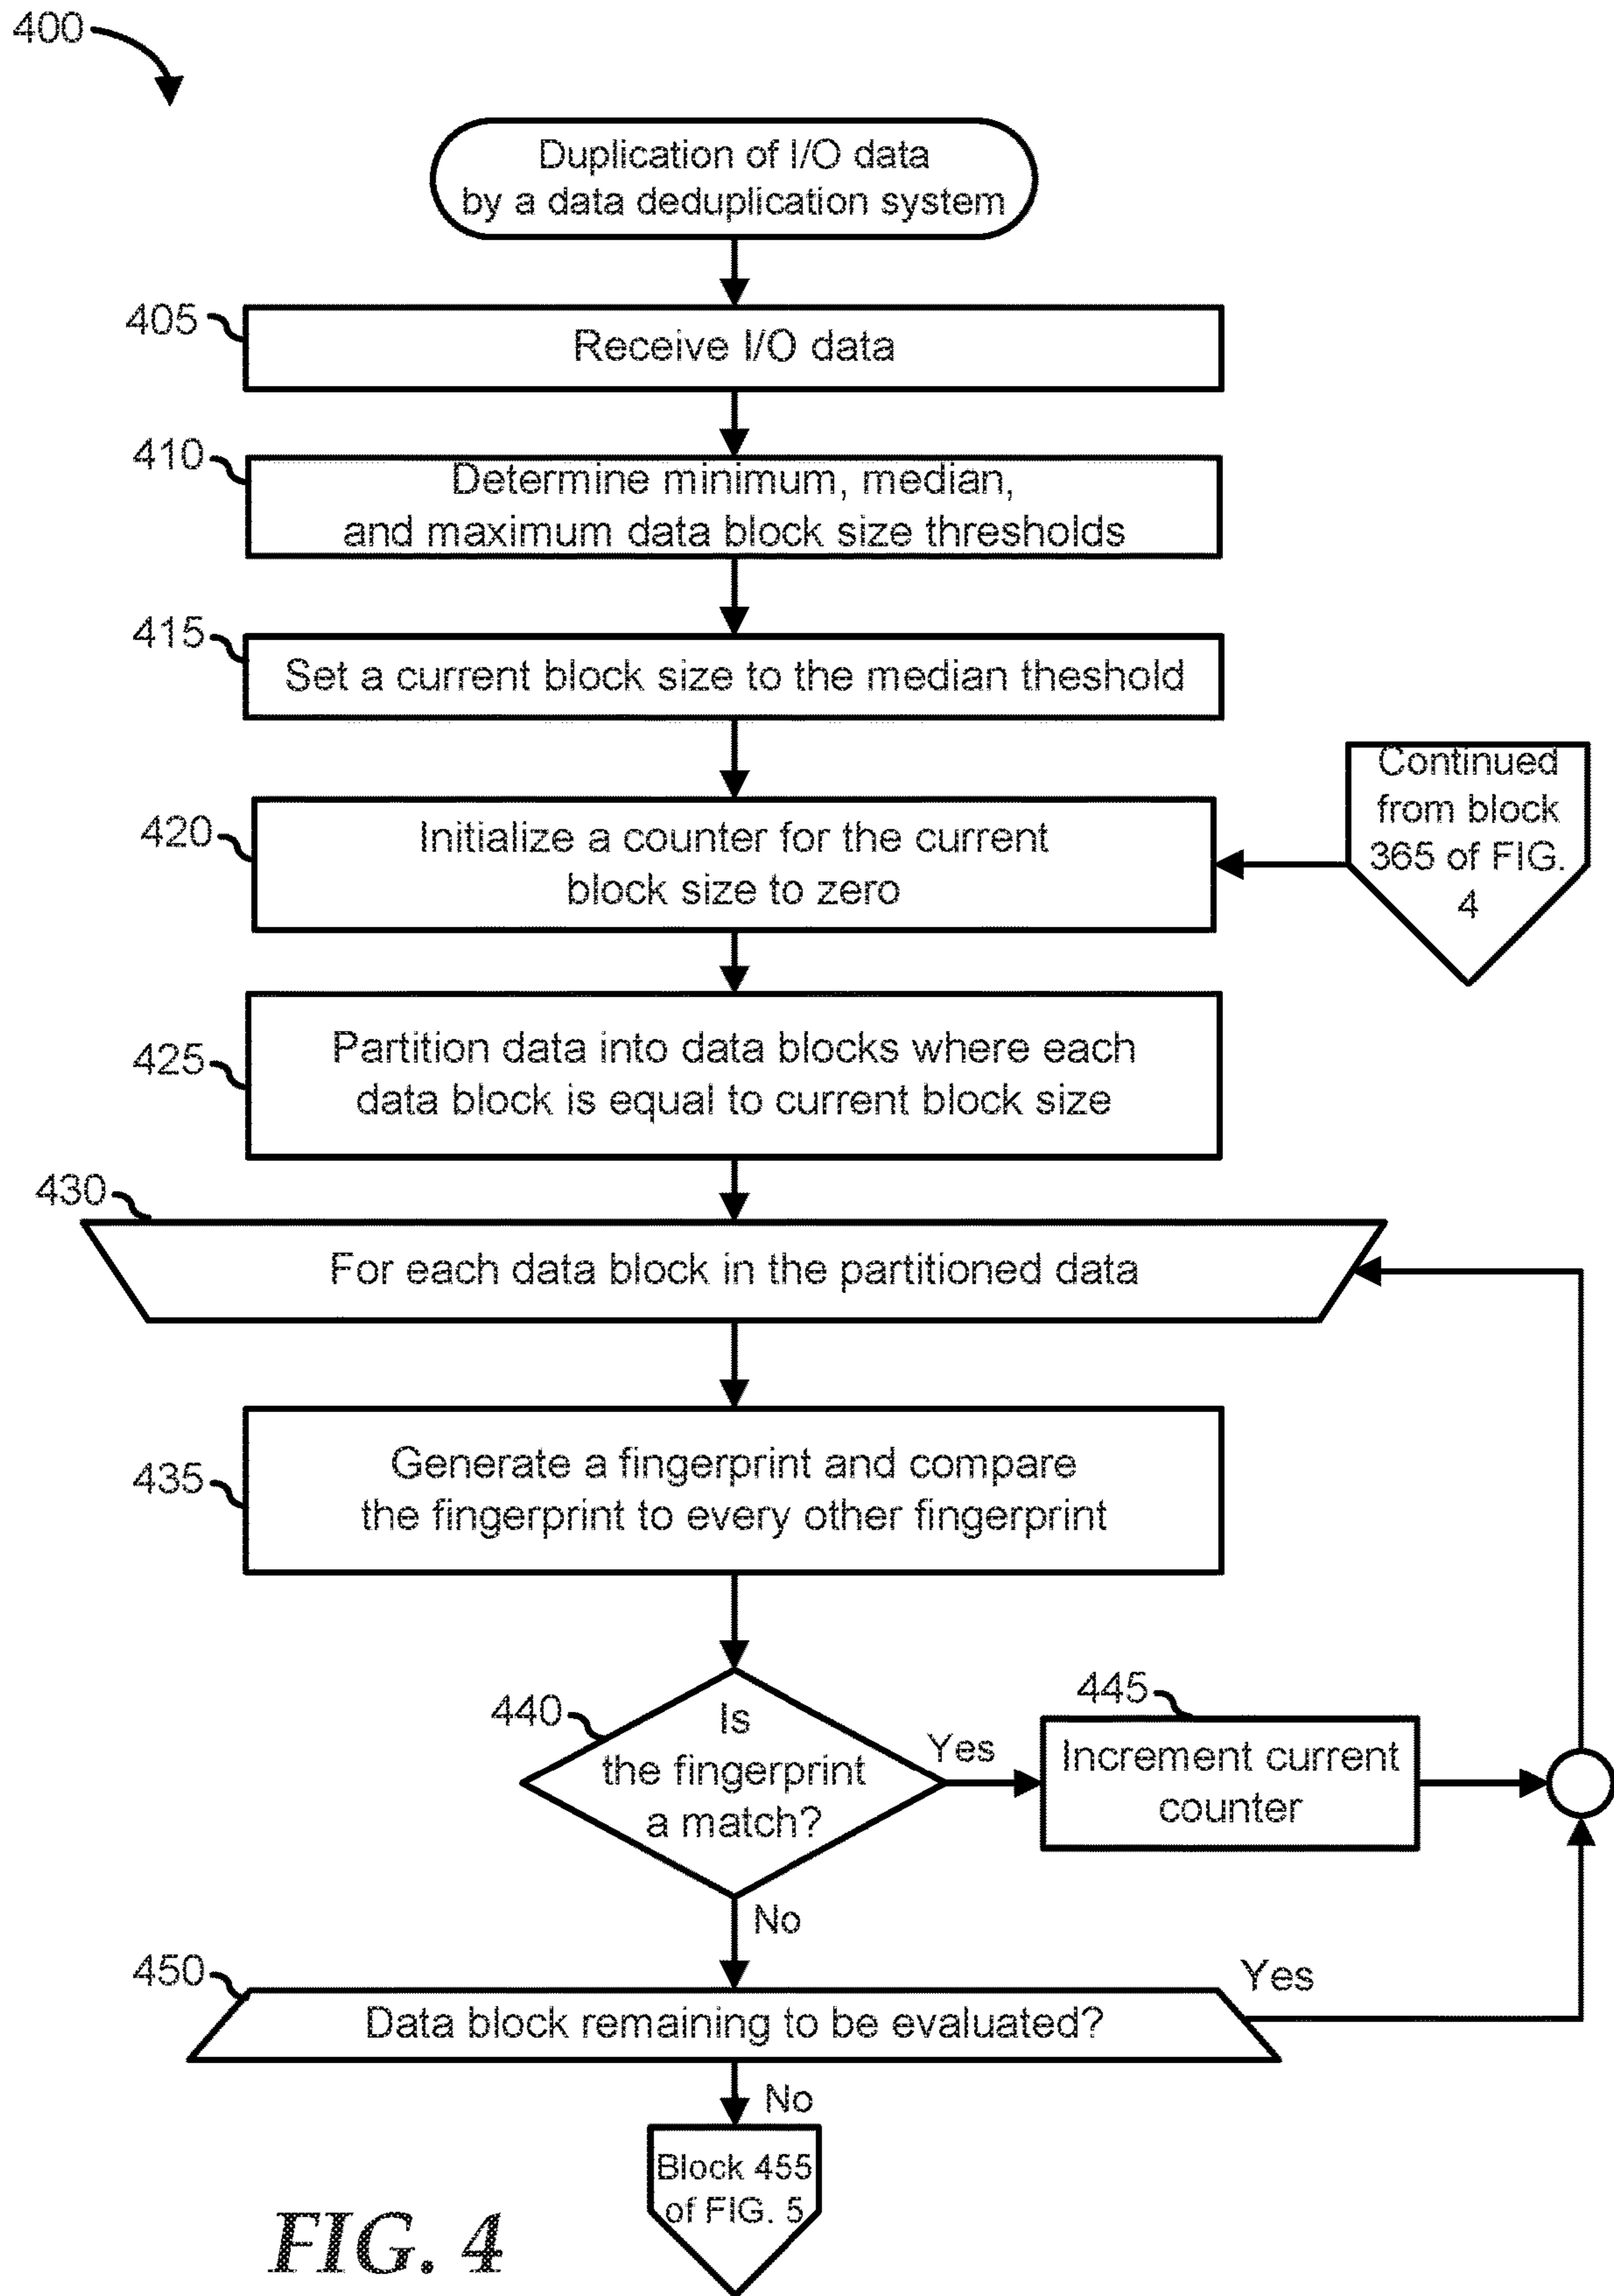 400
Duplication of I/O data
by a data deduplication system
405
Receive I/O data
410
Determine minimum, median,
and maximum data block size thresholds
415
Set a current block size to the median theshold
420
Initialize a counter for the current
block size to zero
Continued
from block
365 of FIG.
4
425
Partition data into data blocks where each
data block is equal to current block size
430
For each data block in the partitioned data
435
Generate a fingerprint and compare
the fingerprint to every other fingerprint
440
Is
the fingerprint
a match?
Yes
445
Increment current
counter
No
450
Data block remaining to be evaluated?
Yes
No
Block 455
of FIG. 5
FIG. 4